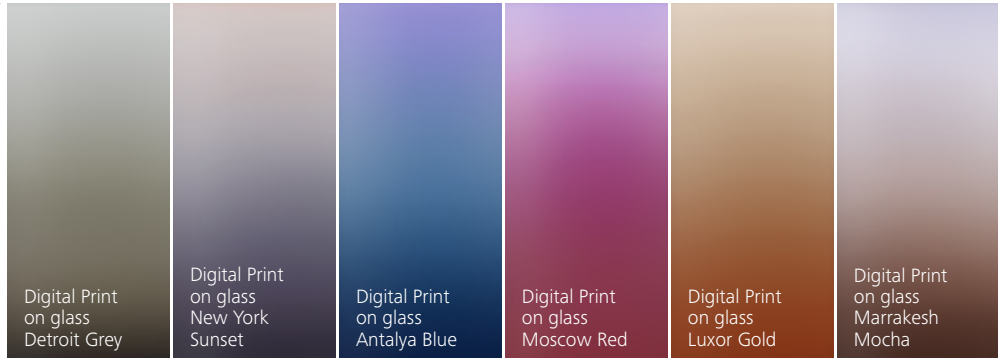 Digital Print
on glass
Detroit Grey
Digital Print
on glass
New York
Sunset
Digital Print
on glass
Antalya Blue
Digital Print
on glass
Moscow Red
Digital Print
on glass
Luxor Gold
Digital Print
on glass
Marrakesh
Mocha